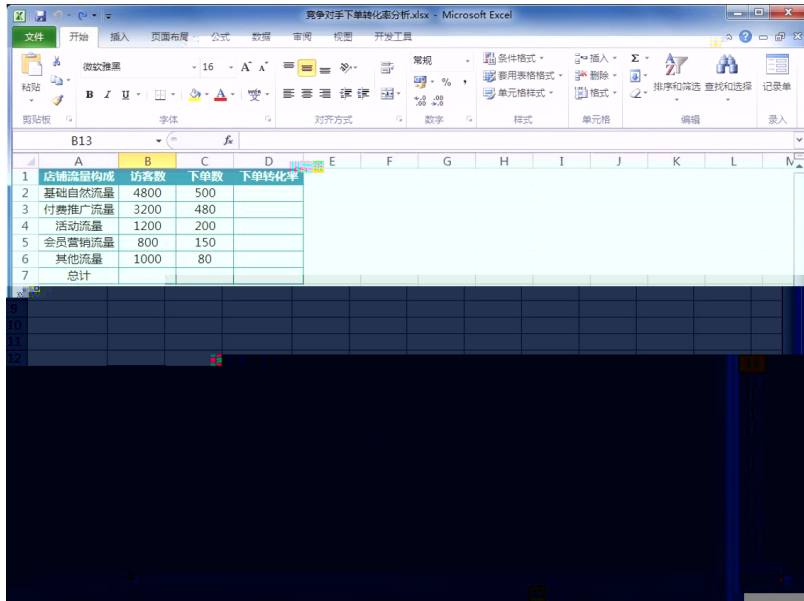 竞争对手下单转化率分析.xlsx - Microsoft Excel
文件 开始 插入 页面布局 公式 数据 审阅 视图 开发工具
粘贴 微软雅黑 16 A A 常规 条件格式 插入 Σ
B I U A % , 套用表格格式 删除 排序和筛选 查找和选择 记录单
单元格样式 格式
剪贴板 字体 对齐方式 数字 样式 单元格 编辑 录入
B13 fx
A B C D E F G H I J K L
1 店铺流量构成 访客数 下单数 下单转化率
2 基础自然流量 4800 500
3 付费推广流量 3200 480
4 活动流量 1200 200
5 会员营销流量 800 150
6 其他流量 1000 80
7 总计
9
10
11
12